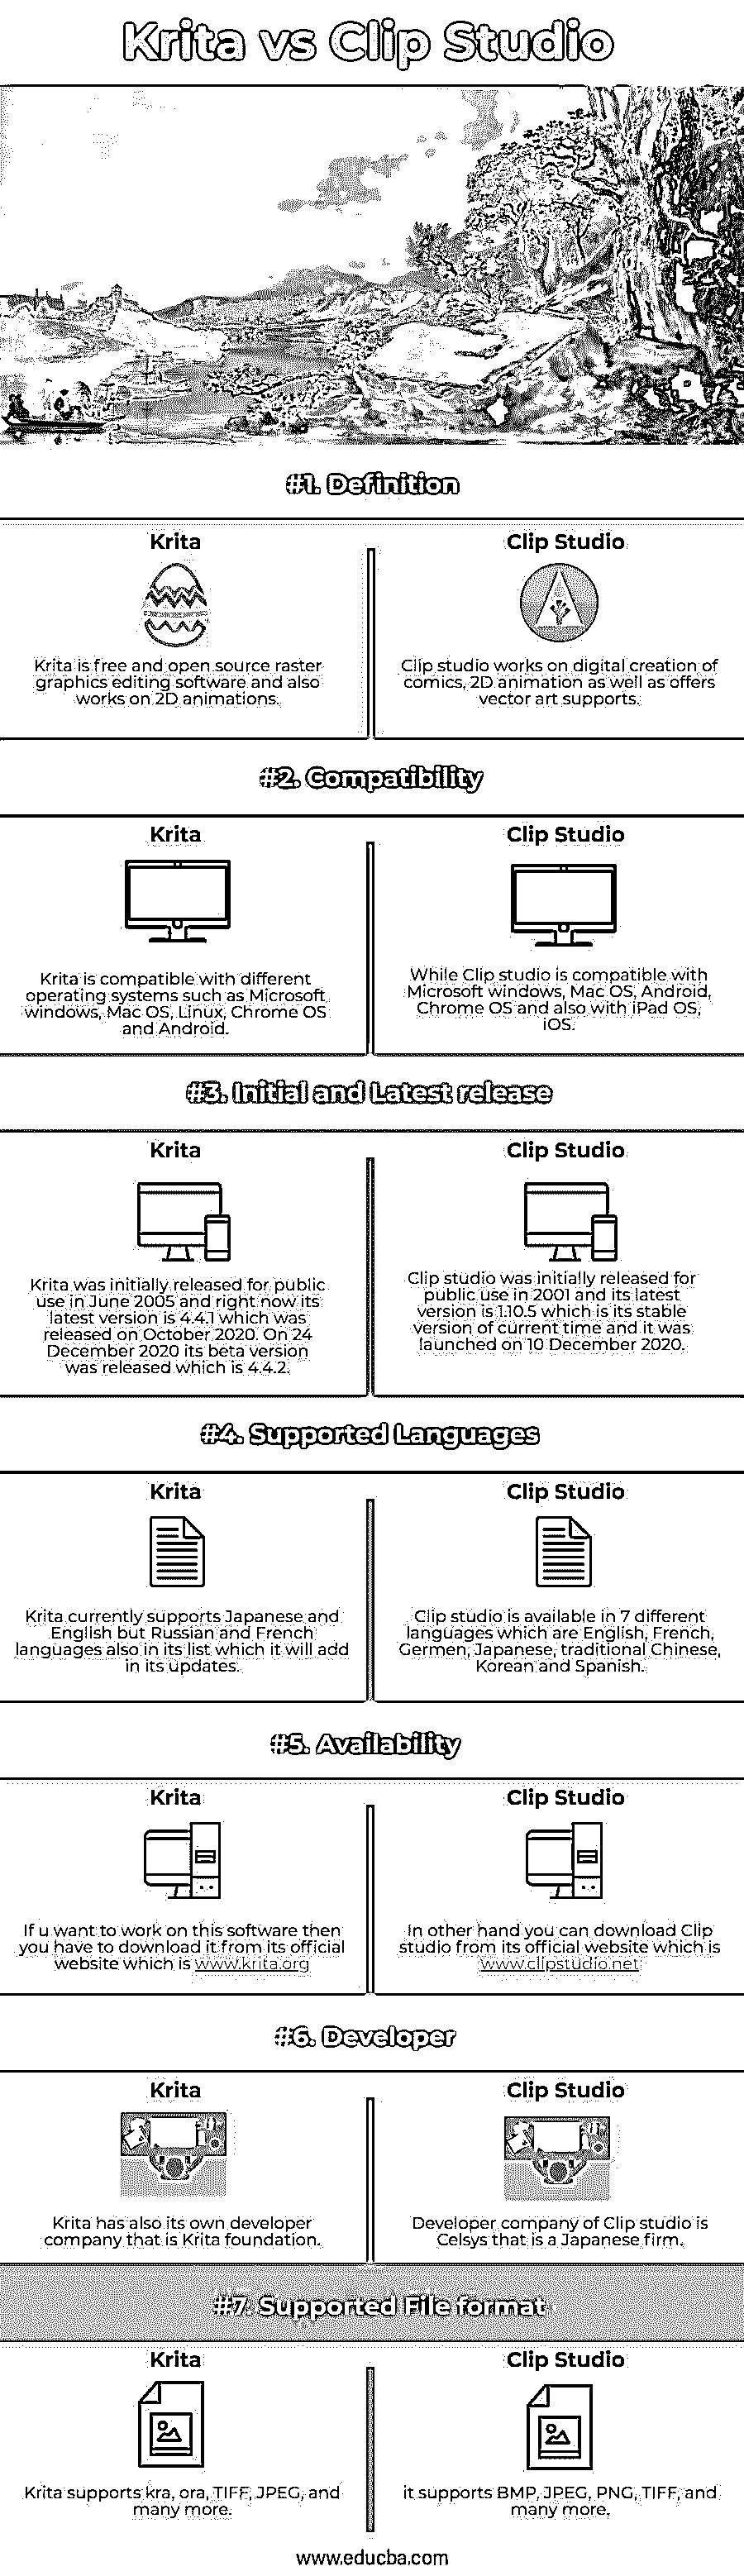 Krita vs Clip Studio
#1. Definition
Krita
Krita is free and open source raster
graphics editing software and also
works on 2D animations.
Clip Studio
Clip studio works on digital creation of
comics, 2D animation as well as offers
vector art supports.
#2. Compatibility
Krita
Krita is compatible with different
operating systems such as Microsoft
windows, Mac OS, Linux, Chrome OS
and Android.
Clip Studio
While Clip studio is compatible with
Microsoft windows, Mac OS, Android,
Chrome OS and also with iPad OS,
iOS.
#3. Initial and Latest release
Krita
Krita was initially released for public
use in June 2005 and right now its
latest version is 4.4.1 which was
released on October 2020. On 24
December 2020 its beta version
was released which is 4.4.2.
Clip Studio
Clip studio was initially released for
public use in 2001 and its latest
version is 1.10.5 which is its stable
version of current time and it was
launched on 10 December 2020.
#4. Supported Languages
Krita
Krita currently supports Japanese and
English but Russian and French
languages also in its list which it will add
in its updates.
Clip Studio
Clip studio is available in 7 different
languages which are English, French,
Germen, Japanese, traditional Chinese,
Korean and Spanish.
#5. Availability
Krita
If u want to work on this software then
you have to download it from its official
website which is www.krita.org
Clip Studio
In other hand you can download Clip
studio from its official website which is
www.clipstudio.net
#6. Developer
Krita
Krita has also its own developer
company that is Krita foundation.
Clip Studio
Developer company of Clip studio is
Celsys that is a Japanese firm.
#7. Supported File format
Krita
Krita supports kra, ora, TIFF, JPEG, and
many more.
Clip Studio
it supports BMP, JPEG, PNG, TIFF, and
many more.
www.educba.com